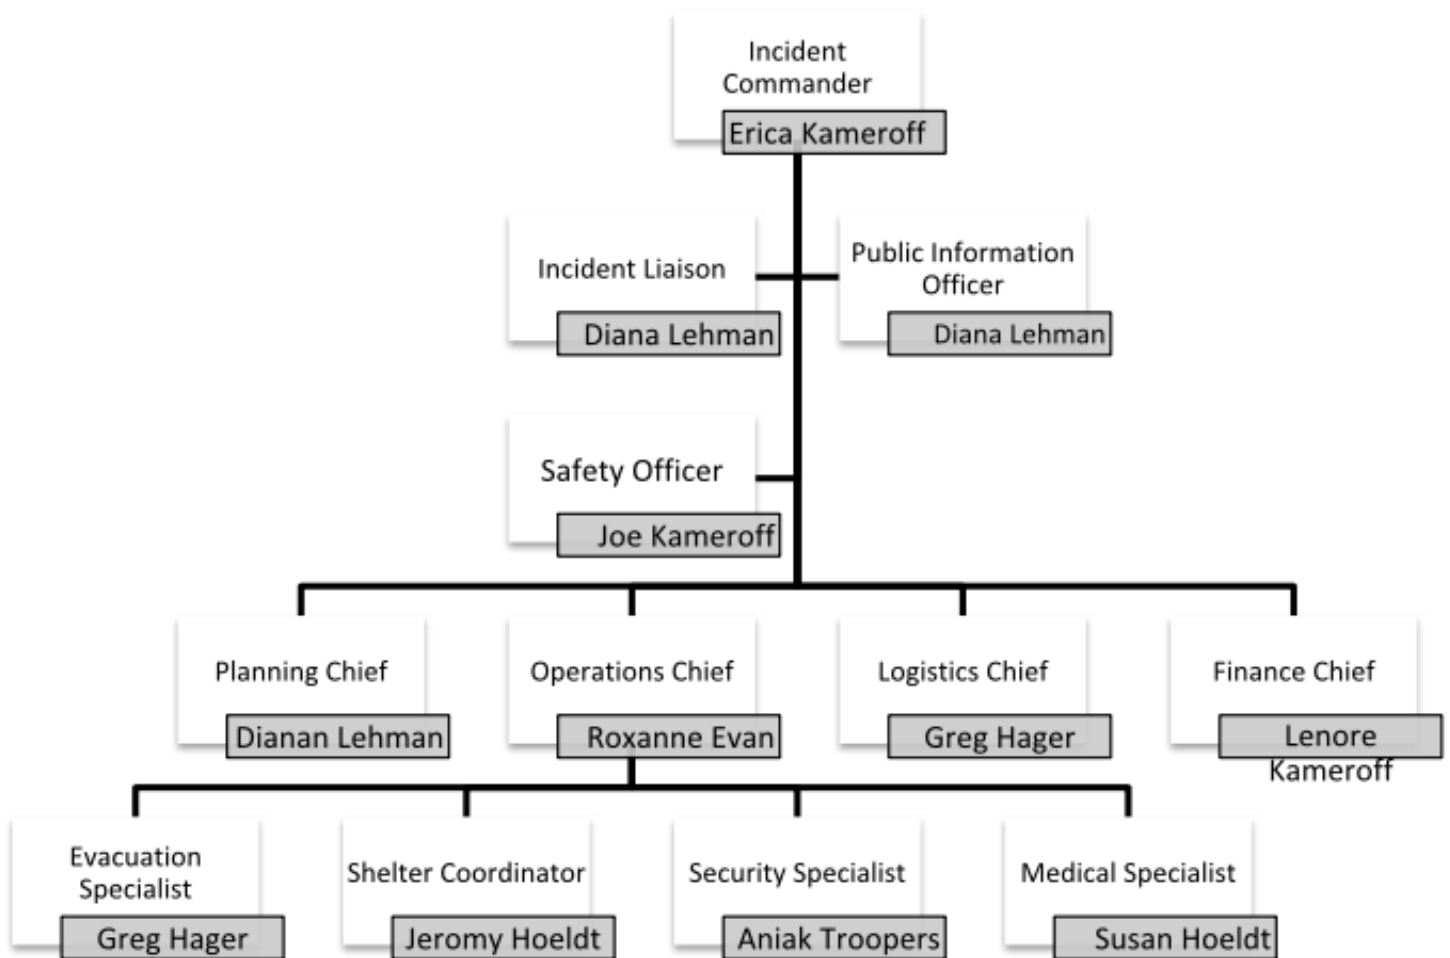 Incident
Commander
Erica Kameroff
Incident Liaison
Diana Lehman
Public Information
Officer
Diana Lehman
Safety Officer
Joe Kameroff
Planning Chief
Dianan Lehman
Operations Chief
Roxanne Evan
Logistics Chief
Greg Hager
Finance Chief
Lenore
Kameroff
Evacuation
Specialist
Greg Hager
Shelter Coordinator
Jeromy Hoeldt
Security Specialist
Aniak Troopers
Medical Specialist
Susan Hoeldt